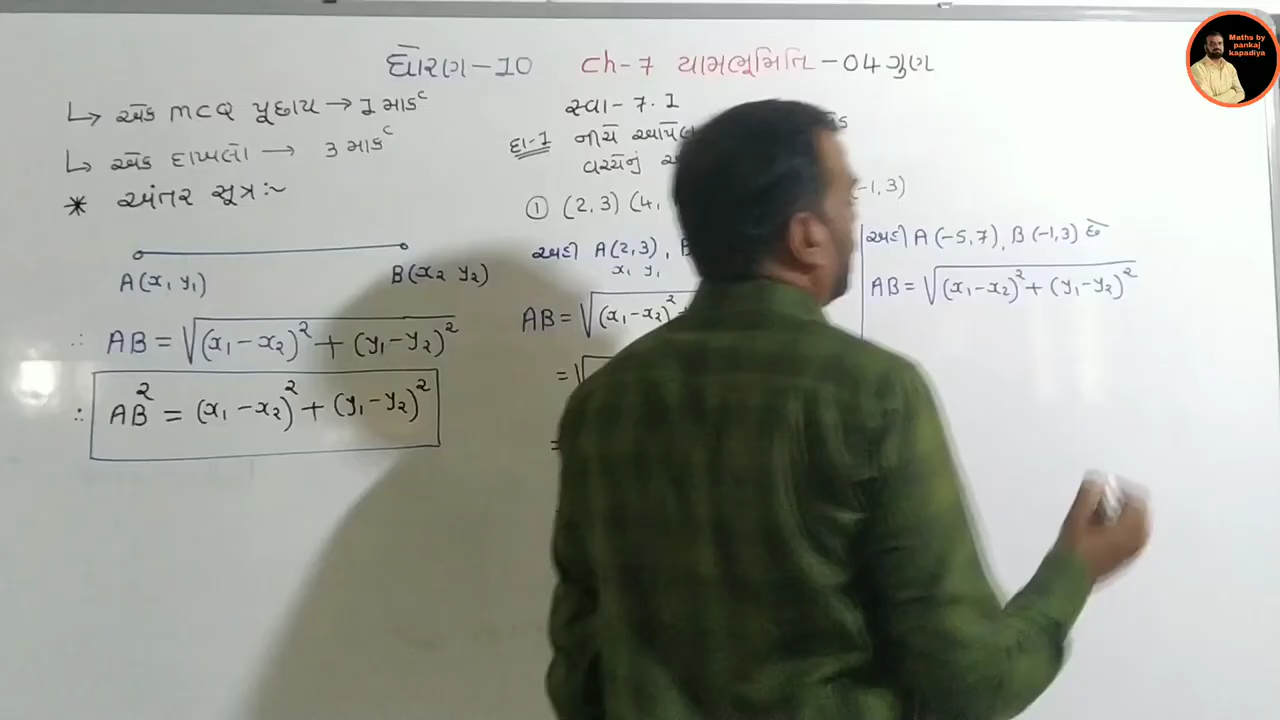 ધોરણ-10 Ch-7 યામભૂમિતિ-04 ગુણ
↳ એક MCQ પૂછાય → 1 માર્ક
↳ એક દાખલો → 3 માર્ક
* અંતર સૂત્ર:~
A(x₁ y₁) B(x₂ y₂)
∴ AB = √(x₁-x₂)² + (y₁-y₂)²
∴ AB² = (x₁-x₂)² + (y₁-y₂)²
સ્વા-7.1
દા-1 નીચે
વચ્ચેનું
① (2,3) (4,
અહીં A(2,3),
x₁ y₁
AB = √(x₁-x₂)²
= √
=
(-1,3)
અહીં A(-5,7), B(-1,3) છે
AB = √(x₁-x₂)² + (y₁-y₂)²
Maths by
pankaj
kapadiya